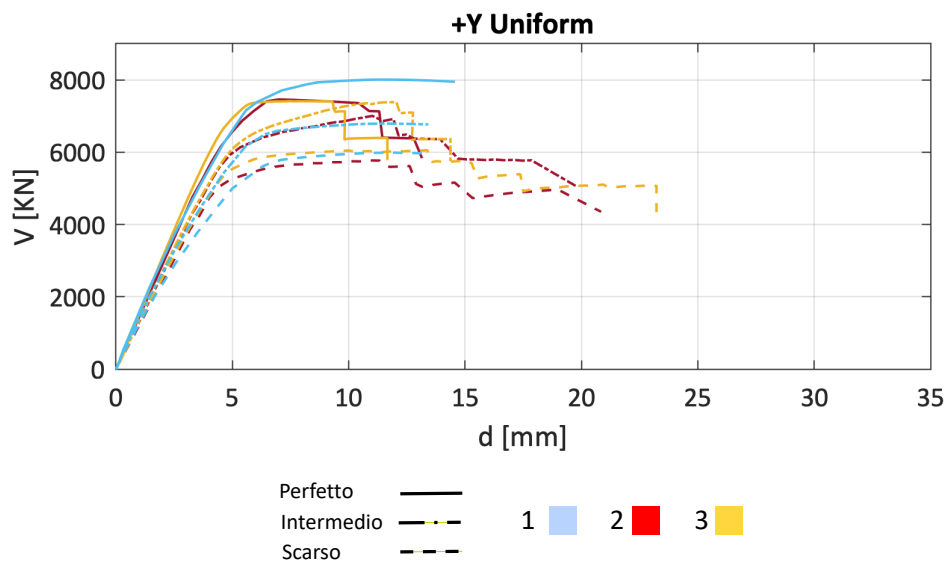 +Y Uniform
V [KN]
8000
6000
4000
2000
0
0 5 10 15 20 25 30 35
d [mm]
Perfetto
Intermedio
Scarso
1 2 3